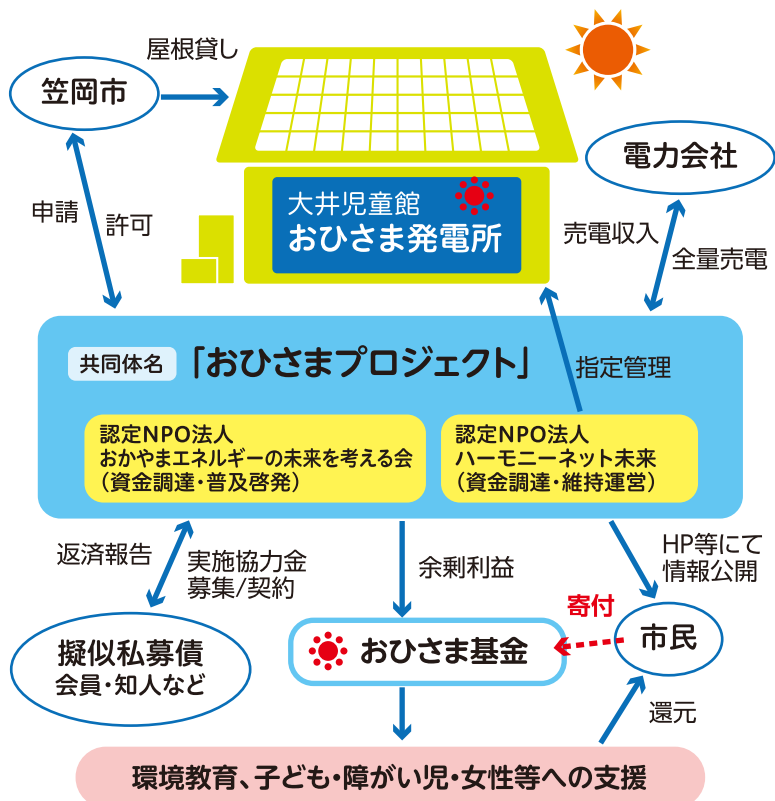 屋根貸し
笠岡市
電力会社
大井児童館
おひさま発電所
申請
許可
売電収入
全量売電
共同体名
「おひさまプロジェクト」
指定管理
認定NPO法人
おかやまエネルギーの未来を考える会
（資金調達・普及啓発）
認定NPO法人
ハーモニーネット未来
（資金調達・維持運営）
返済報告
実施協力金
募集/契約
余剰利益
HP等にて
情報公開
寄付
擬似私募債
会員・知人など
おひさま基金
市民
還元
環境教育、子ども・障がい児・女性等への支援